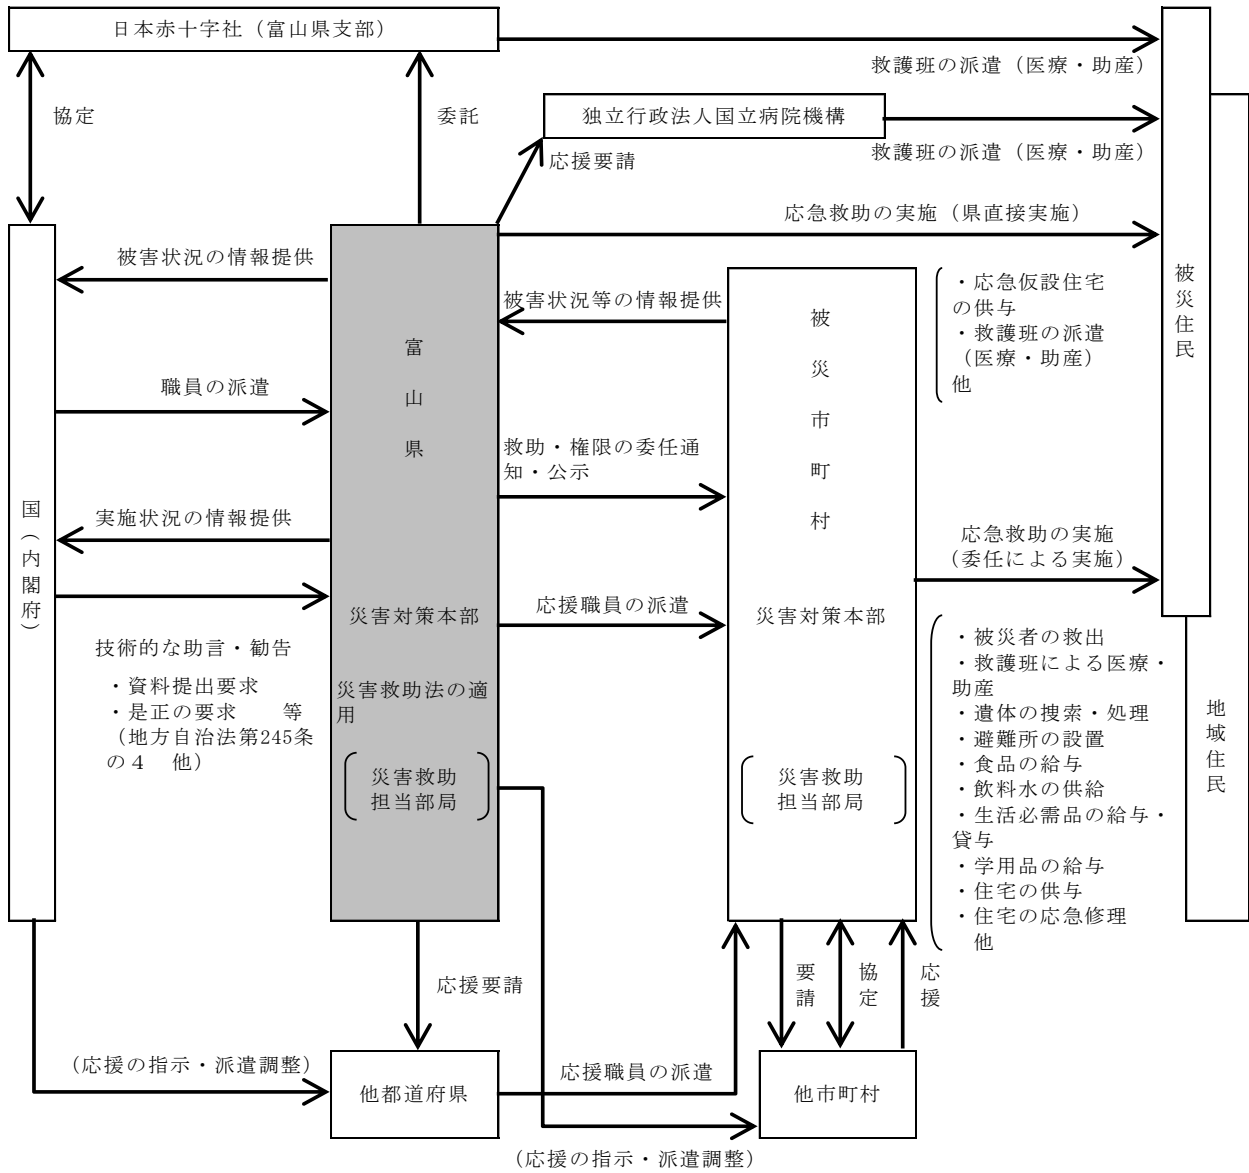 日本赤十字社（富山県支部）
救護班の派遣（医療・助産）
協定
委託
独立行政法人国立病院機構
応援要請
救護班の派遣（医療・助産）
応急救助の実施（県直接実施）
被害状況の情報提供
被害状況等の情報提供
・応急仮設住宅
の供与
・救護班の派遣
（医療・助産）
他
被災住民
富山県
被災市町村
職員の派遣
救助・権限の委任通
知・公示
国（内閣府）
実施状況の情報提供
応急救助の実施
（委任による実施）
災害対策本部
応援職員の派遣
災害対策本部
技術的な助言・勧告
・資料提出要求
・是正の要求　等
（地方自治法第245条
の４　他）
災害救助法の適
用
災害救助
担当部局
災害救助
担当部局
・被災者の救出
・救護班による医療・
助産
・遺体の捜索・処理
・避難所の設置
・食品の給与
・飲料水の供給
・生活必需品の給与・
貸与
・学用品の給与
・住宅の供与
・住宅の応急修理
他
地域住民
応援要請
要請
協定
応援
（応援の指示・派遣調整）
他都道府県
応援職員の派遣
他市町村
（応援の指示・派遣調整）